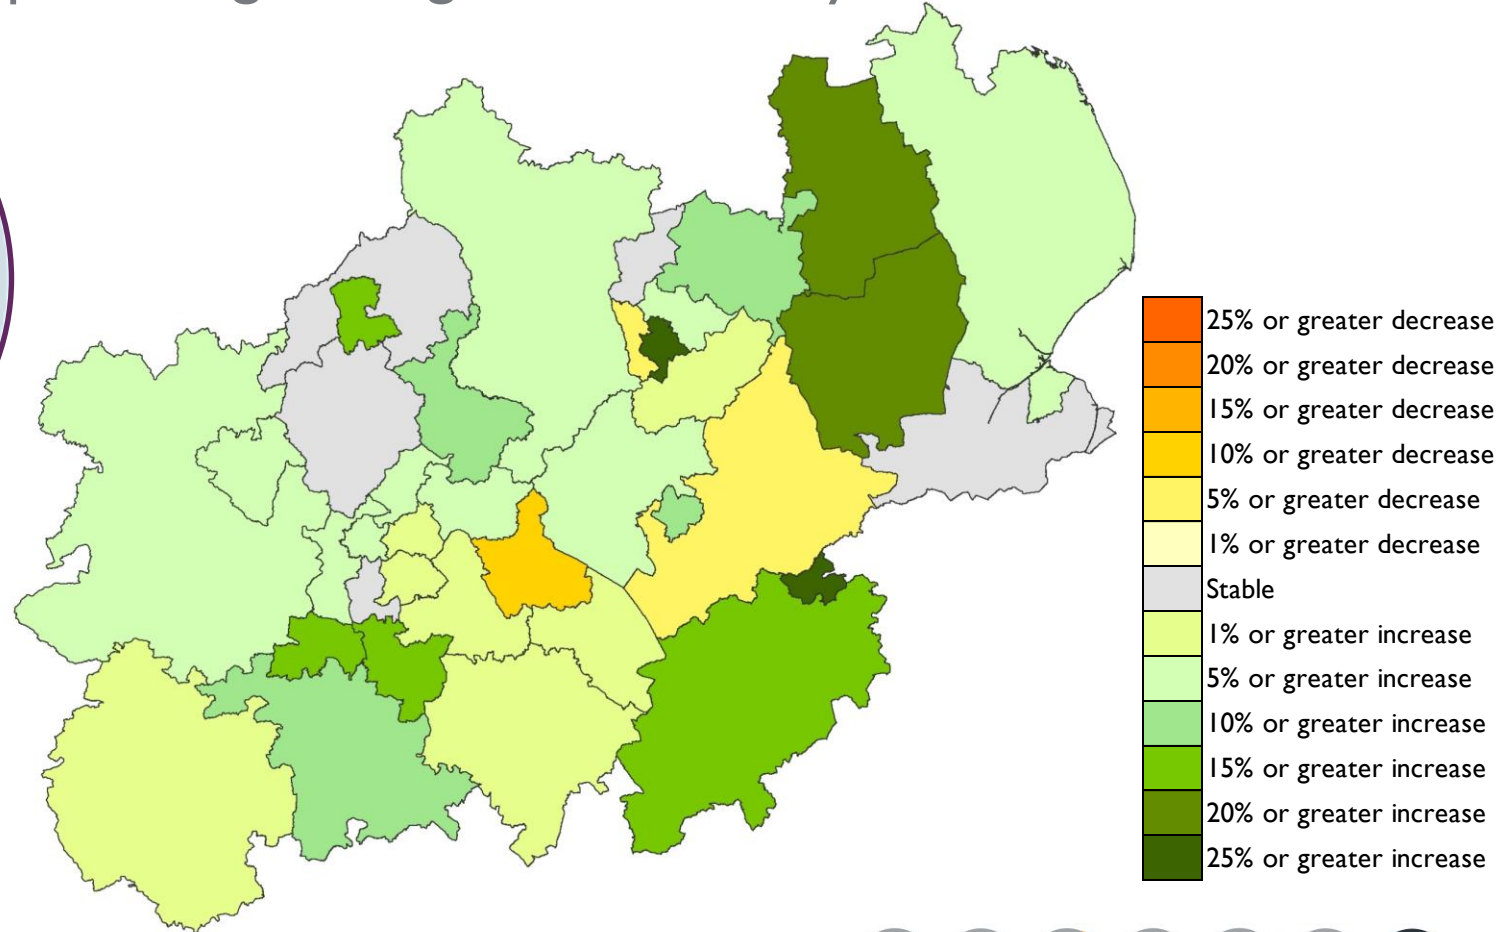 25% or greater decrease
20% or greater decrease
15% or greater decrease
10% or greater decrease
5% or greater decrease
1% or greater decrease
Stable
1% or greater increase
5% or greater increase
10% or greater increase
15% or greater increase
20% or greater increase
25% or greater increase